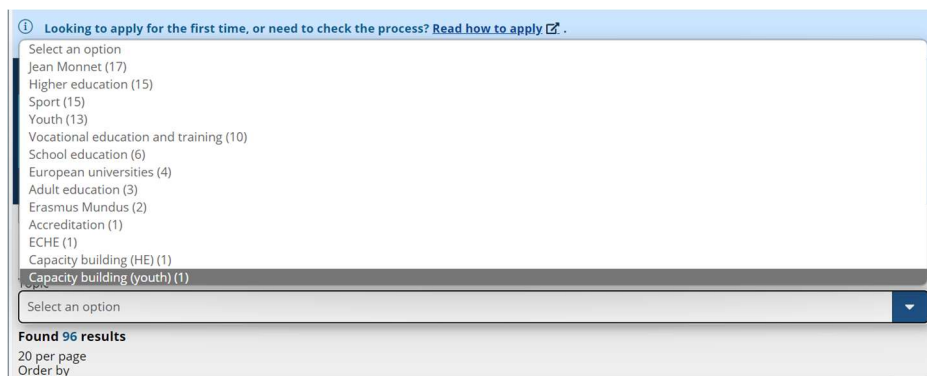 Looking to apply for the first time, or need to check the process? Read how to apply .
Select an option
Jean Monnet (17)
Higher education (15)
Sport (15)
Youth (13)
Vocational education and training (10)
School education (6)
European universities (4)
Adult education (3)
Erasmus Mundus (2)
Accreditation (1)
ECHE (1)
Capacity building (HE) (1)
Capacity building (youth) (1)
Topic
Select an option
Found 96 results
20 per page
Order by